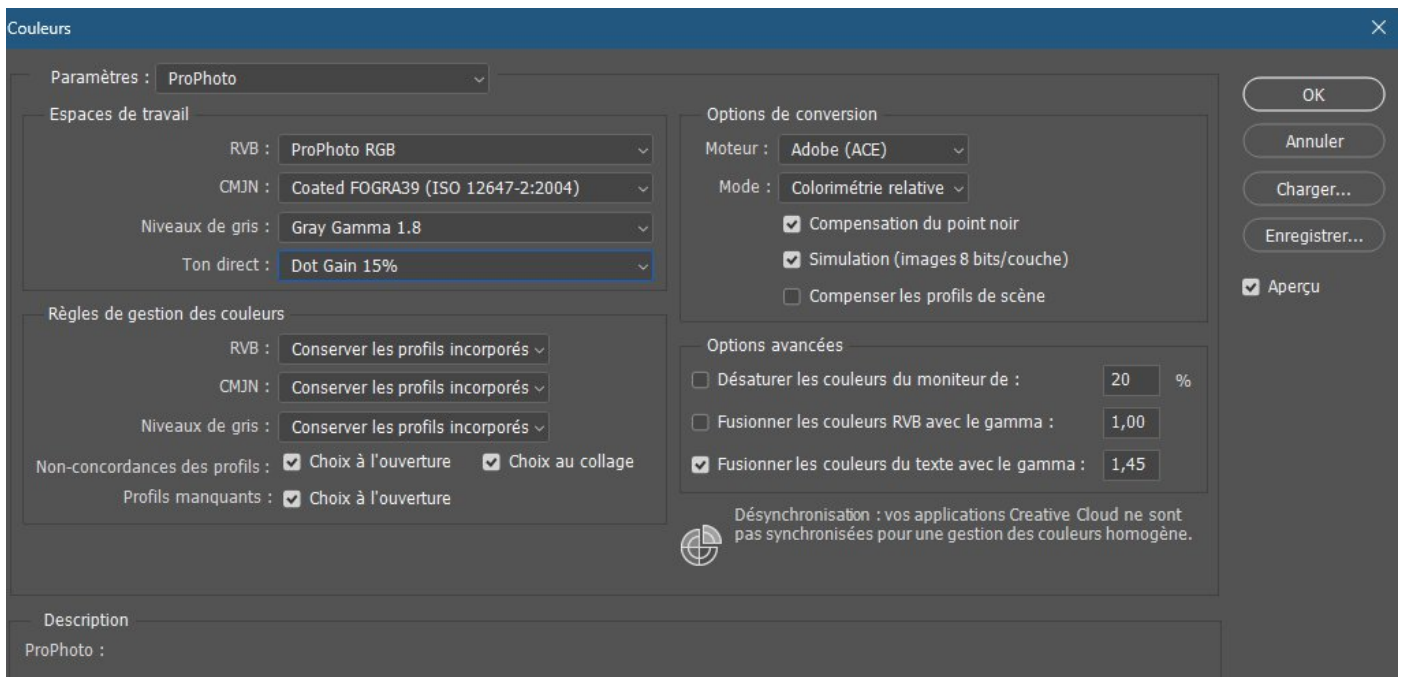 Couleurs
Paramètres : ProPhoto
Espaces de travail
RVB : ProPhoto RGB
CMJN : Coated FOGRA39 (ISO 12647-2:2004)
Niveaux de gris : Gray Gamma 1.8
Ton direct : Dot Gain 15%
Règles de gestion des couleurs
RVB : Conserver les profils incorporés
CMJN : Conserver les profils incorporés
Niveaux de gris : Conserver les profils incorporés
Non-concordances des profils : Choix à l'ouverture Choix au collage
Profils manquants : Choix à l'ouverture
Options de conversion
Moteur : Adobe (ACE)
Mode : Colorimétrie relative
Compensation du point noir
Simulation (images 8 bits/couche)
Compenser les profils de scène
Options avancées
Désaturer les couleurs du moniteur de : 20 %
Fusionner les couleurs RVB avec le gamma : 1,00
Fusionner les couleurs du texte avec le gamma : 1,45
Désynchronisation : vos applications Creative Cloud ne sont
pas synchronisées pour une gestion des couleurs homogène.
OK
Annuler
Charger...
Enregistrer...
Aperçu
Description
ProPhoto :